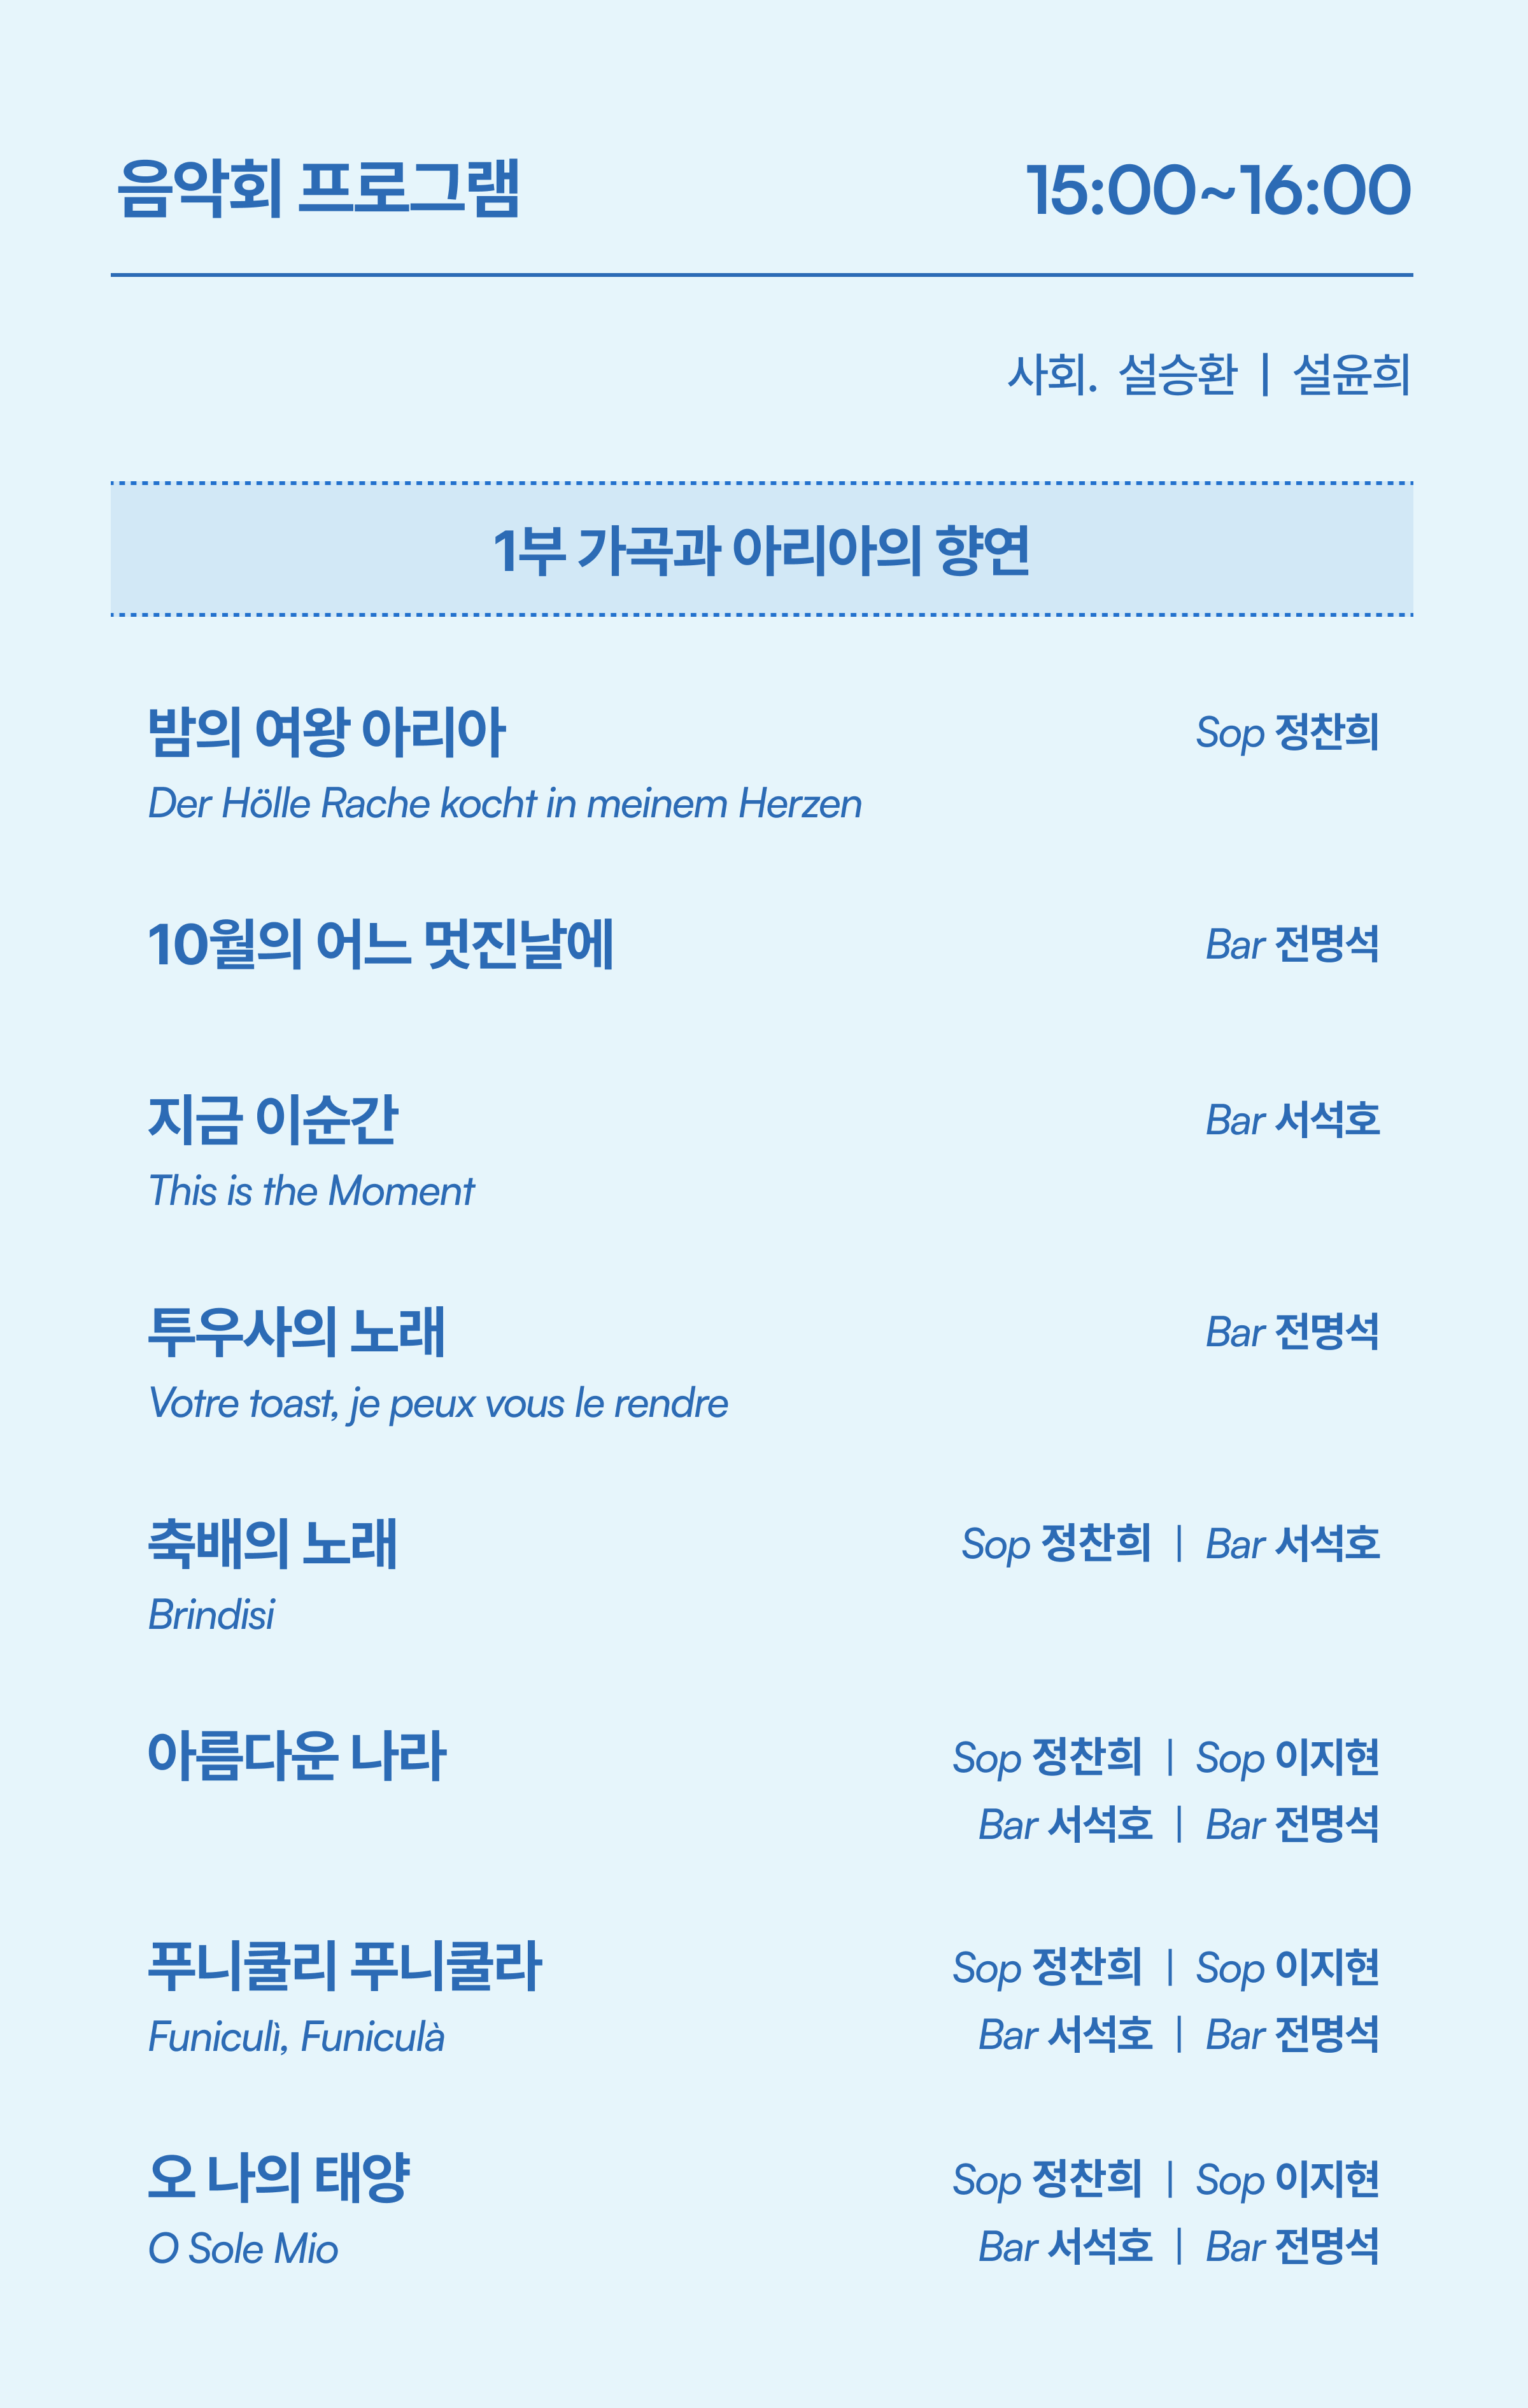 음악회 프로그램 15:00~16:00
사회. 설승환 | 설윤희
1부 가곡과 아리아의 향연
밤의 여왕 아리아 Sop 정찬희
Der Hölle Rache kocht in meinem Herzen
10월의 어느 멋진날에 Bar 전명석
지금 이순간 Bar 서석호
This is the Moment
투우사의 노래 Bar 전명석
Votre toast, je peux vous le rendre
축배의 노래 Sop 정찬희 | Bar 서석호
Brindisi
아름다운 나라 Sop 정찬희 | Sop 이지현
Bar 서석호 | Bar 전명석
푸니쿨리 푸니쿨라 Sop 정찬희 | Sop 이지현
Funiculì, Funiculà Bar 서석호 | Bar 전명석
오 나의 태양 Sop 정찬희 | Sop 이지현
O Sole Mio Bar 서석호 | Bar 전명석